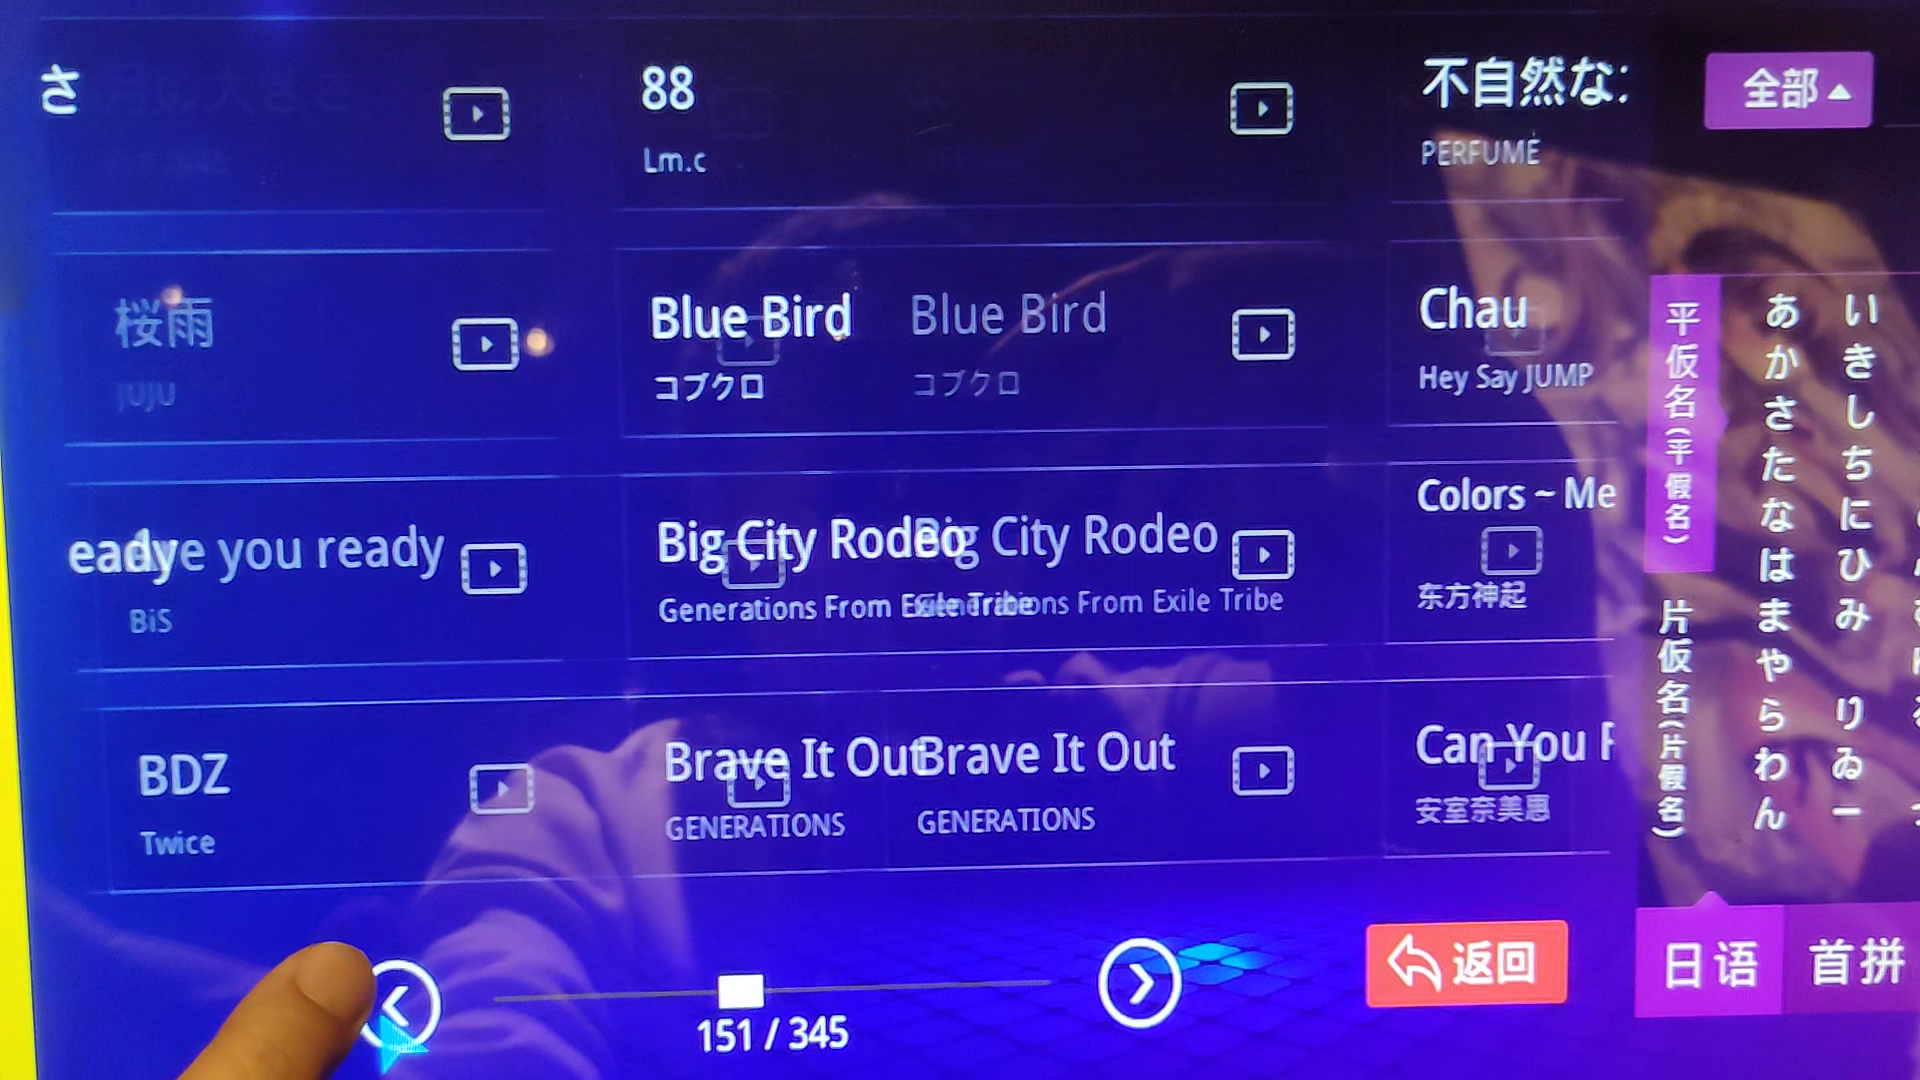 さ
88
Lm.c
不自然な
PERFUME
全部
桜雨
JUJU
Blue Bird
Blue Bird
コブクロ
コブクロ
Chau
Hey Say JUMP
eady
ve you ready
BiS
Big City Rodeo
Big City Rodeo
Generations From Exile Tribe
Generations From Exile Tribe
Colors ~ Me
东方神起
BDZ
Twice
Brave It Out
Brave It Out
GENERATIONS
GENERATIONS
Can You
安室奈美惠
平仮名(平假名)
片仮名(片假名)
あかさたなはまやらわん
いきしちにひみ りゐー
151 / 345
返回
日语
首拼